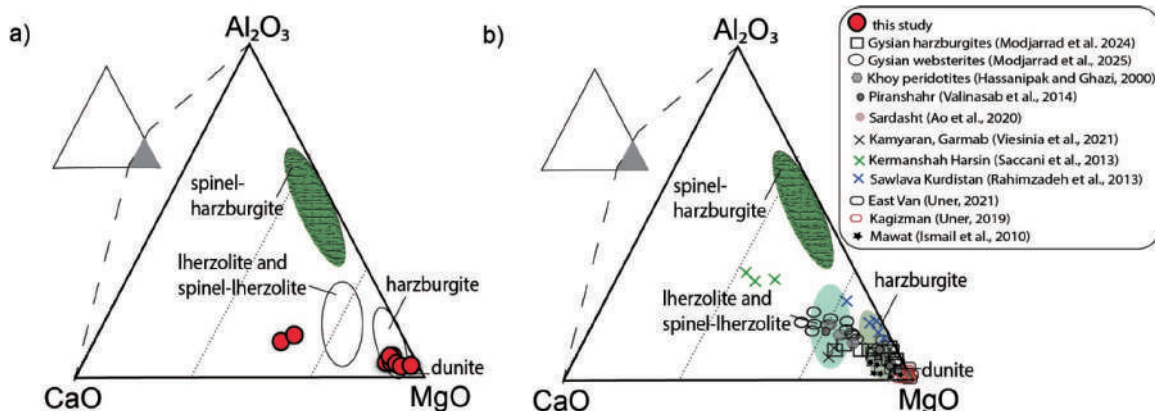 a)
Al₂O₃
spinel-
harzburgite
lherzolite and
spinel-lherzolite
harzburgite
dunite
CaO
MgO
b)
Al₂O₃
this study
Gysian harzburgites (Modjarrad et al. 2024)
Gysian websterites (Modjarrad et al., 2025)
Khoy peridotites (Hassanipak and Ghazi, 2000)
Piranshahr (Valinasab et al., 2014)
Sardasht (Ao et al., 2020)
Kamyaran, Garmab (Viesinia et al., 2021)
Kermanshah Harsin (Saccani et al., 2013)
Sawlava Kurdistan (Rahimzadeh et al., 2013)
East Van (Uner, 2021)
Kagizman (Uner, 2019)
Mawat (Ismail et al., 2010)
spinel-
harzburgite
harzburgite
lherzolite and
spinel-lherzolite
dunite
CaO
MgO